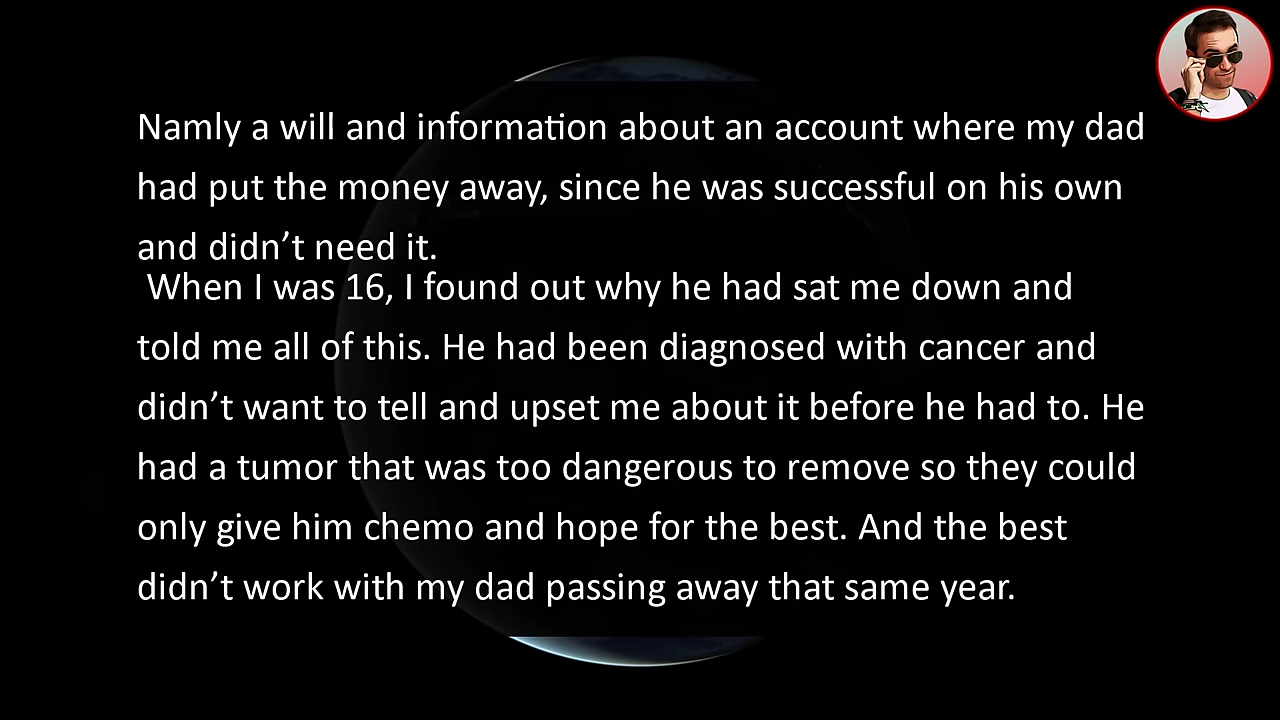 Namly a will and information about an account where my dad
had put the money away, since he was successful on his own
and didn’t need it.
When I was 16, I found out why he had sat me down and
told me all of this. He had been diagnosed with cancer and
didn’t want to tell and upset me about it before he had to. He
had a tumor that was too dangerous to remove so they could
only give him chemo and hope for the best. And the best
didn’t work with my dad passing away that same year.